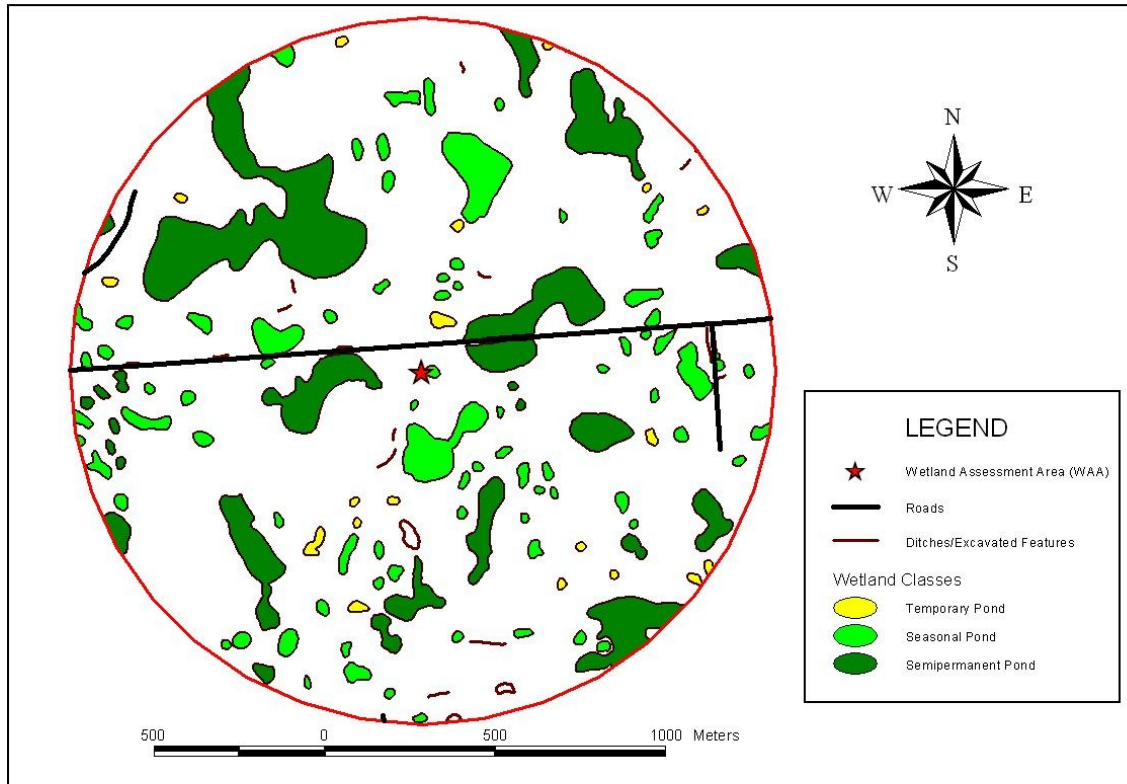 N
W E
S
LEGEND
Wetland Assessment Area (WAA)
Roads
Ditches/Excavated Features
Wetland Classes
Temporary Pond
Seasonal Pond
Semipermanent Pond
500 0 500 1000 Meters